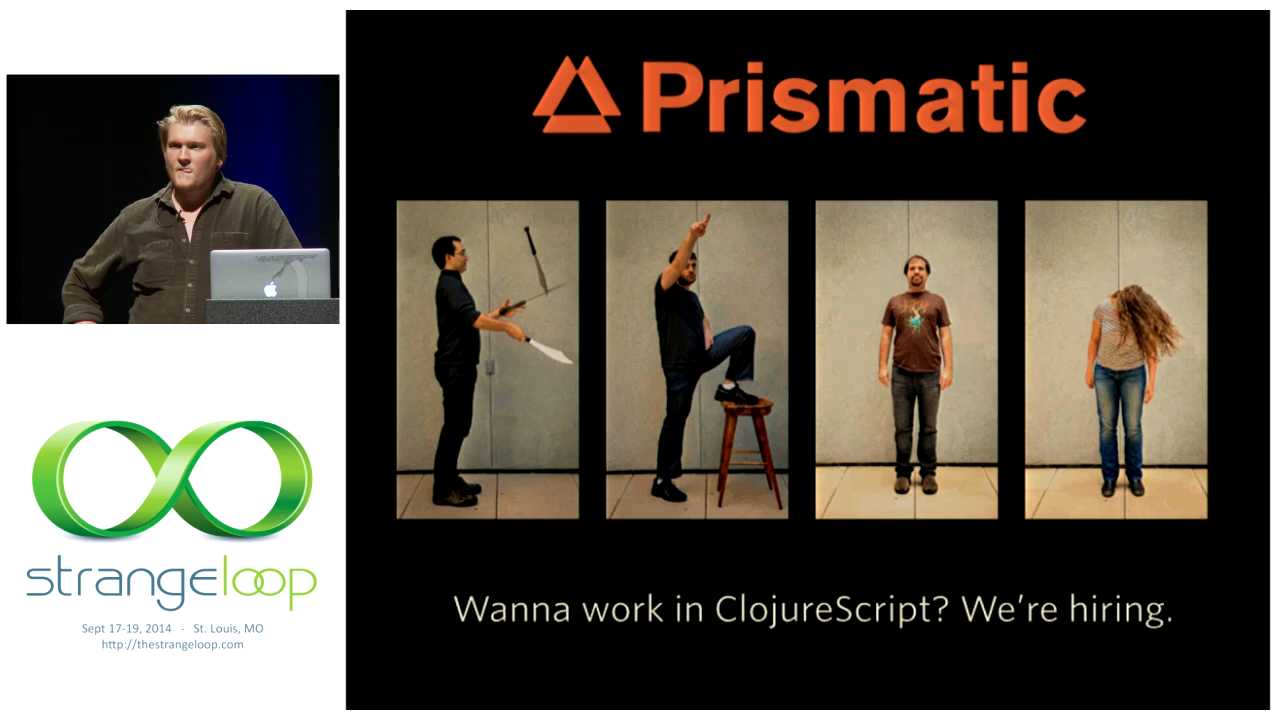 Prismatic
Wanna work in ClojureScript? We're hiring.
strangeloop
Sept 17-19, 2014 - St. Louis, MO
http://thestrangeloop.com